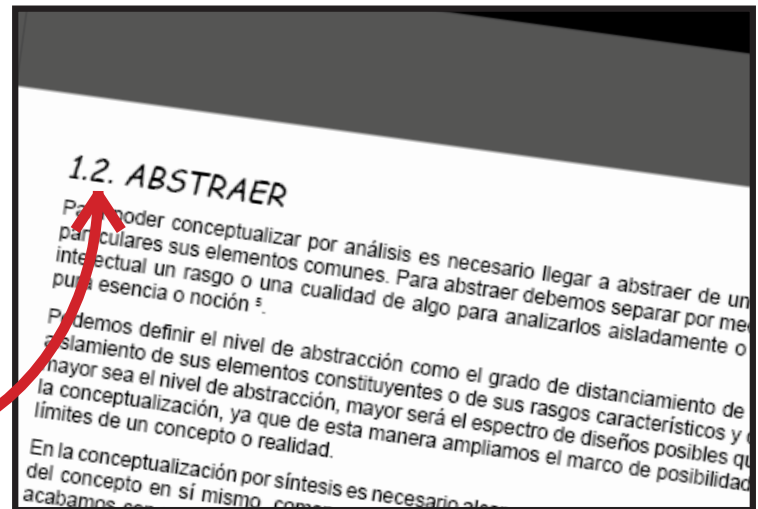 1.2. ABSTRAER
Para poder conceptualizar por análisis es necesario llegar a abstraer de un
particulares sus elementos comunes. Para abstraer debemos separar por
intelectual un rasgo o una cualidad de algo para analizarlos aisladamente o
pura esencia o noción ⁵.
Podemos definir el nivel de abstracción como el grado de distanciamiento de
aislamiento de sus elementos constituyentes o de sus rasgos característicos y
mayor sea el nivel de abstracción, mayor será el espectro de diseños posibles
la conceptualización, ya que de esta manera ampliamos el marco de
límites de un concepto o realidad.
En la conceptualización por síntesis es necesario
del concepto en sí mismo,
acabamos